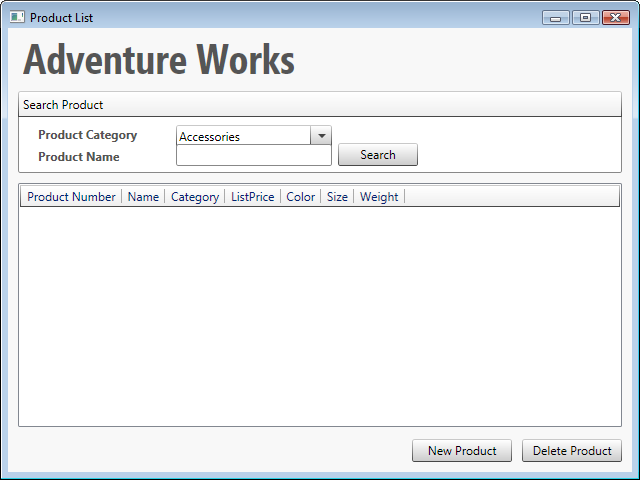 Product List
Adventure Works
Search Product
Product Category Accessories
Product Name Search
Product Number Name Category ListPrice Color Size Weight
New Product Delete Product